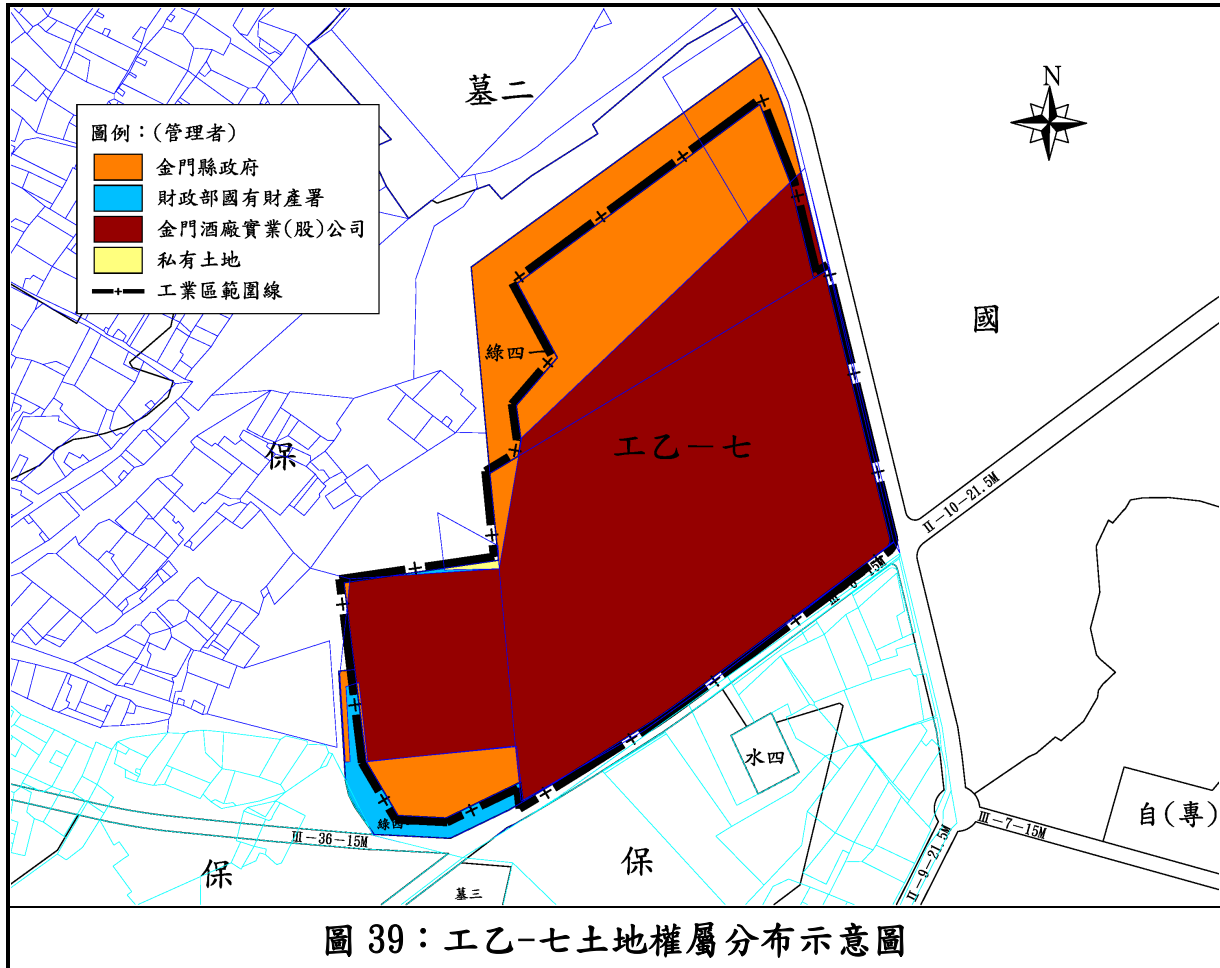 墓二
N
圖例：(管理者)
金門縣政府
財政部國有財產署
金門酒廠實業(股)公司
私有土地
工業區範圍線
國
綠四
工乙－七
保
II－10－21.5M
水四
自(專)
III－7－15M
III－36－15M
II－9－21.5M
保
保
墓三
圖 39：工乙-七土地權屬分布示意圖